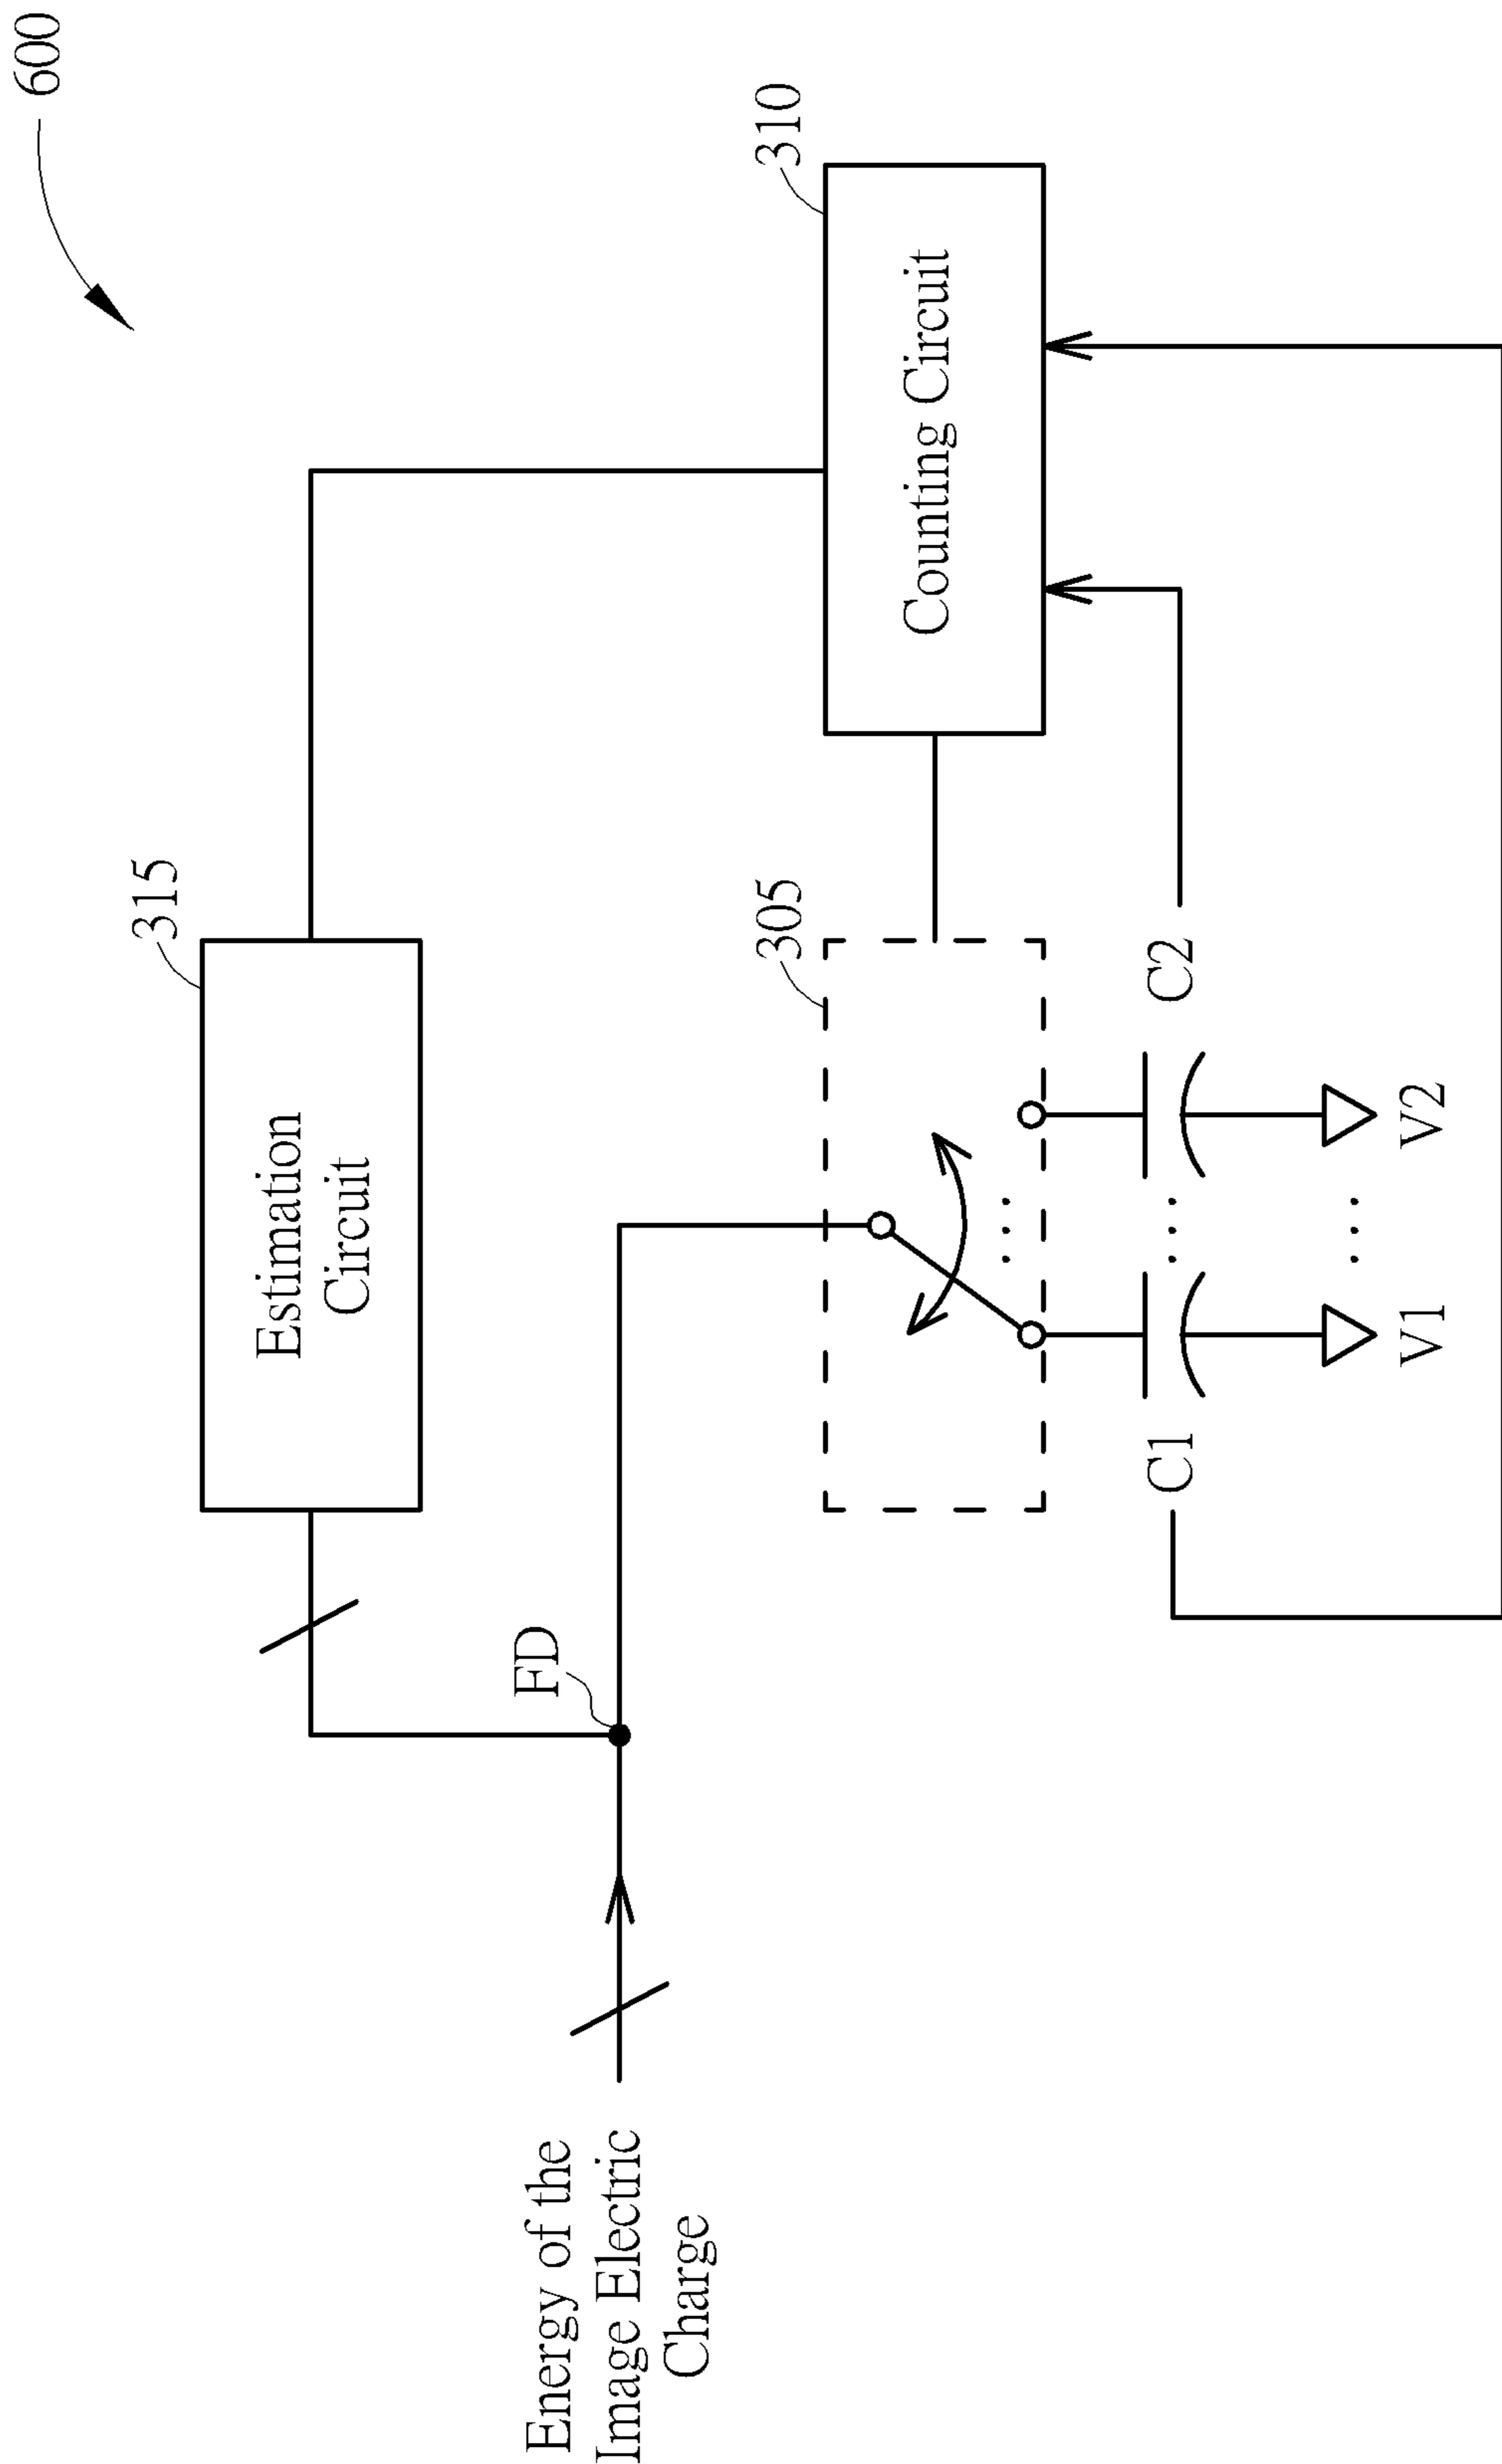 600
315
Estimation
Circuit
FD
Energy of the
Image Electric
Charge
305
310
Counting Circuit
C1
...
C2
V1
...
V2
...